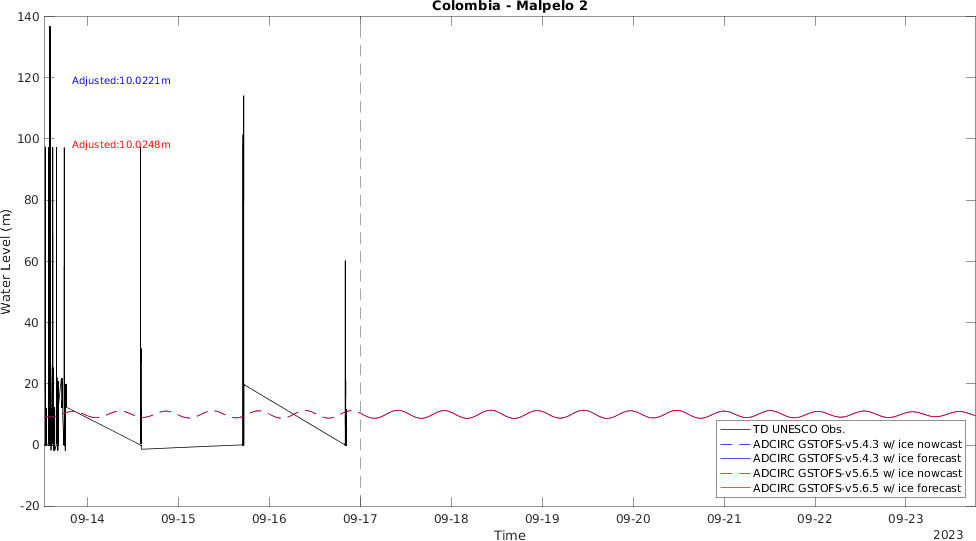 Colombia - Malpelo 2
140
120
100
80
60
40
20
0
-20
Water Level (m)
Adjusted:10.0221m
Adjusted:10.0248m
TD UNESCO Obs.
ADCIRC GSTOFS-v5.4.3 w/ ice nowcast
ADCIRC GSTOFS-v5.4.3 w/ ice forecast
ADCIRC GSTOFS-v5.6.5 w/ ice nowcast
ADCIRC GSTOFS-v5.6.5 w/ ice forecast
09-14 09-15 09-16 09-17 09-18 09-19 09-20 09-21 09-22 09-23
Time
2023